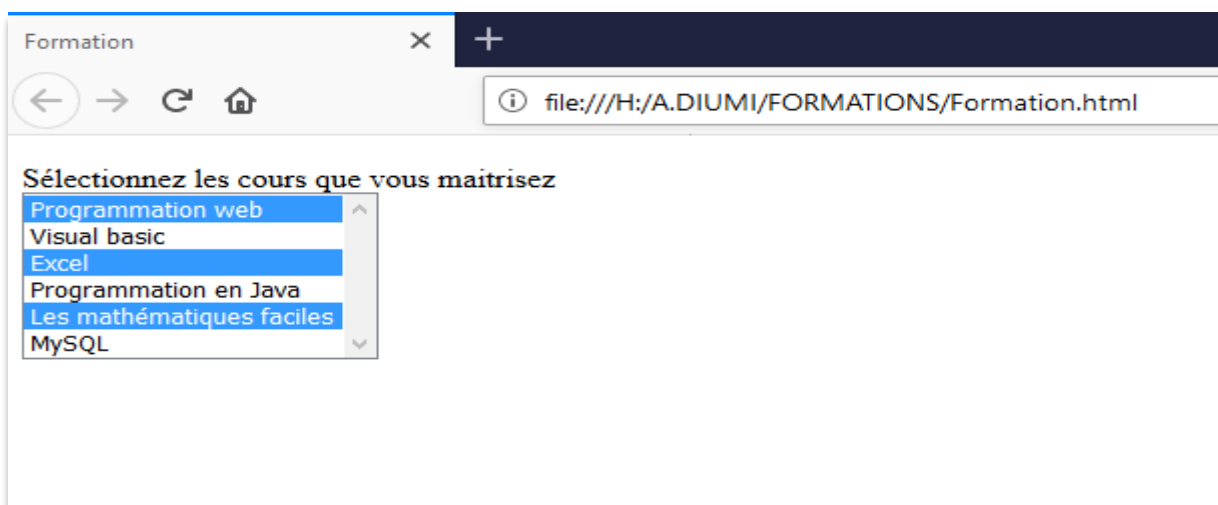 Formation
file:///H:/A.DIUMI/FORMATIONS/Formation.html
Sélectionnez les cours que vous maitrisez
Programmation web
Visual basic
Excel
Programmation en Java
Les mathématiques faciles
MySQL